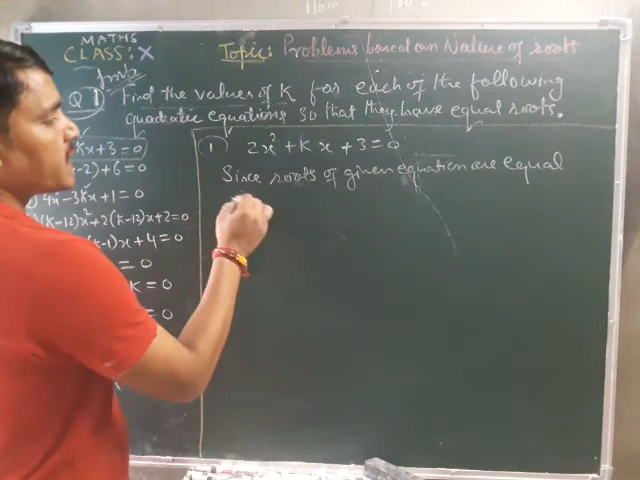 MATHS
CLASS: X
Topic: Problems based on Nature of roots
Imp
Q1 Find the values of K for each of the following
quadratic equations so that they have equal roots.
Kx+3=0
x-2)+6=0
4x-3Kx+1=0
(K-12)x²+2(K-12)x+2=0
(K-1)x+4=0
=0
K=0
=0
(1) 2x²+Kx+3=0
Since roots of given equation are equal